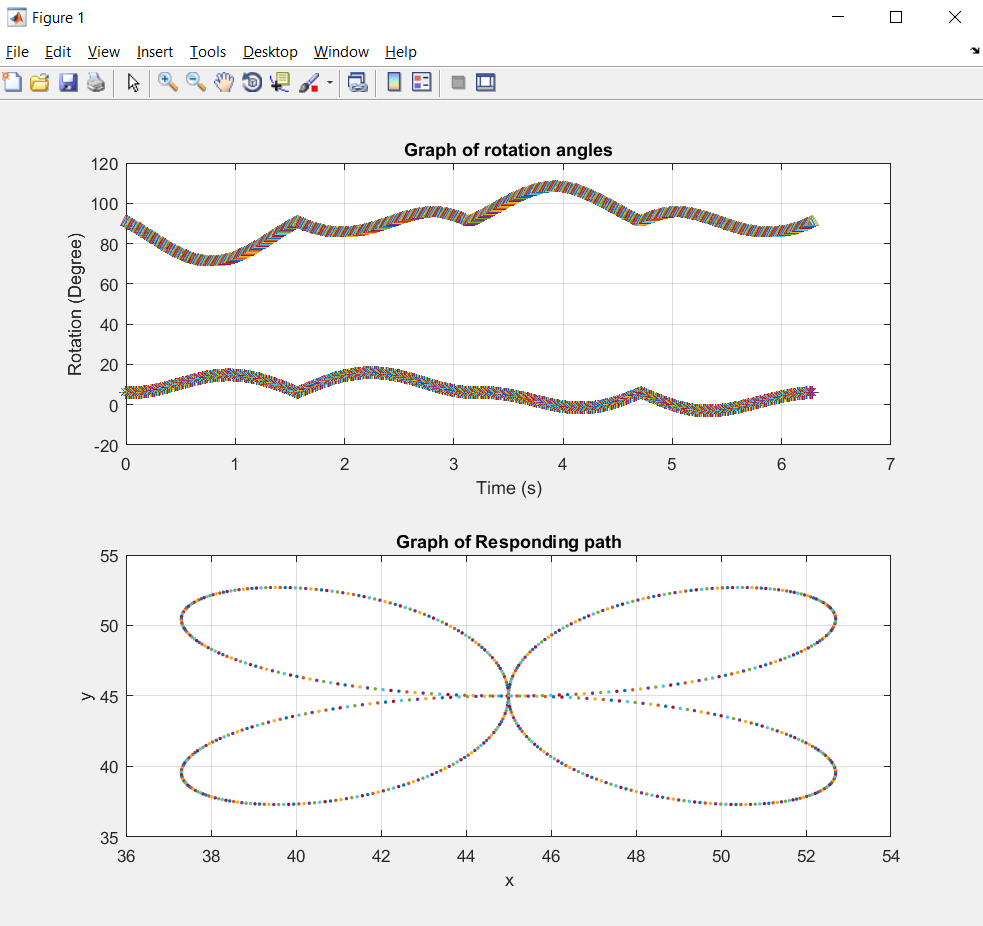 Figure 1
File Edit View Insert Tools Desktop Window Help
Graph of rotation angles
120
100
80
60
40
20
0
-20
Rotation (Degree)
0 1 2 3 4 5 6 7
Time (s)
Graph of Responding path
55
50
45
40
35
y
36 38 40 42 44 46 48 50 52 54
x